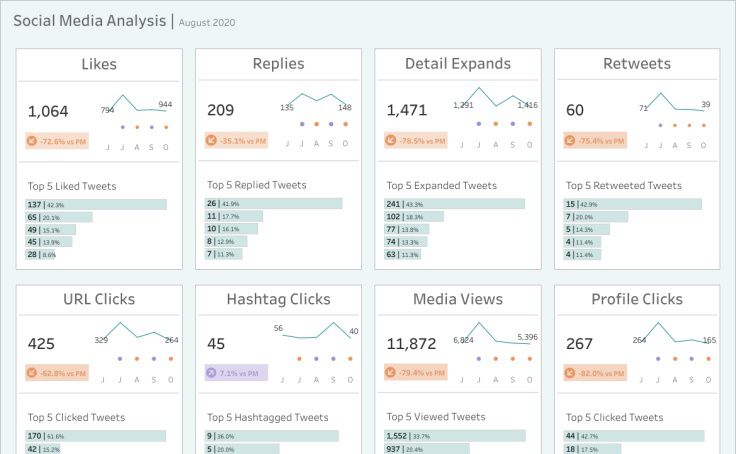 Social Media Analysis | August 2020
Likes
1,064
794
944
-72.6% vs PM
J J A S O
Top 5 Liked Tweets
137 | 42.3%
65 | 20.1%
49 | 15.1%
45 | 13.9%
28 | 8.6%
Replies
209
135
148
-35.1% vs PM
J J A S O
Top 5 Replied Tweets
26 | 41.9%
11 | 17.7%
10 | 16.1%
8 | 12.9%
7 | 11.3%
Detail Expands
1,471
1,291
1,416
-78.5% vs PM
J J A S O
Top 5 Expanded Tweets
241 | 43.3%
102 | 18.3%
77 | 13.8%
74 | 13.3%
63 | 11.3%
Retweets
60
71
39
-75.4% vs PM
J J A S O
Top 5 Retweeted Tweets
15 | 42.9%
7 | 20.0%
5 | 14.3%
4 | 11.4%
4 | 11.4%
URL Clicks
425
329
264
-62.8% vs PM
J J A S O
Top 5 Clicked Tweets
170 | 61.6%
42 | 15.2%
Hashtag Clicks
45
56
40
7.1% vs PM
J J A S O
Top 5 Hashtagged Tweets
9 | 36.0%
5 | 20.0%
Media Views
11,872
6,824
5,396
-79.4% vs PM
J J A S O
Top 5 Viewed Tweets
1,552 | 33.7%
937 | 20.4%
Profile Clicks
267
264
165
-82.0% vs PM
J J A S O
Top 5 Clicked Tweets
44 | 42.7%
18 | 17.5%